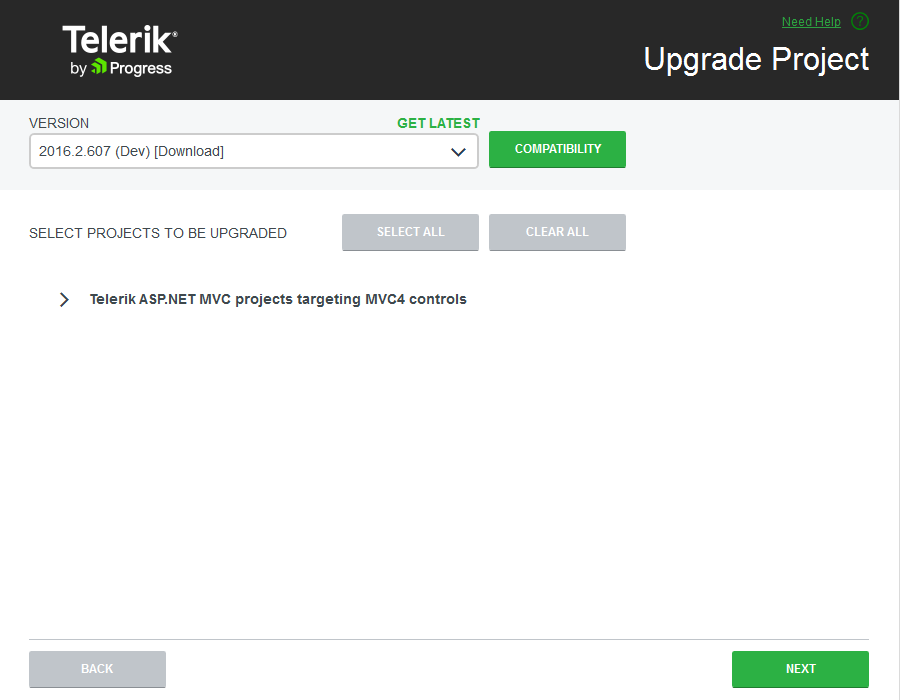 Need Help
Telerik®
by Progress
Upgrade Project
VERSION GET LATEST
2016.2.607 (Dev) [Download] COMPATIBILITY
SELECT PROJECTS TO BE UPGRADED SELECT ALL CLEAR ALL
Telerik ASP.NET MVC projects targeting MVC4 controls
BACK NEXT